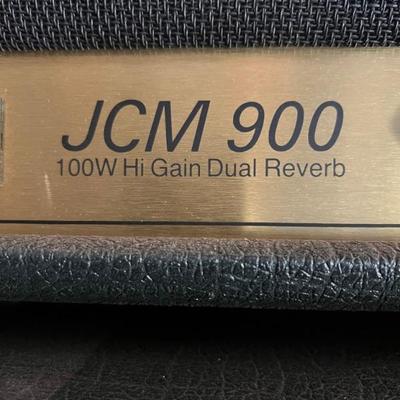 JCM 900
100W Hi Gain Dual Reverb